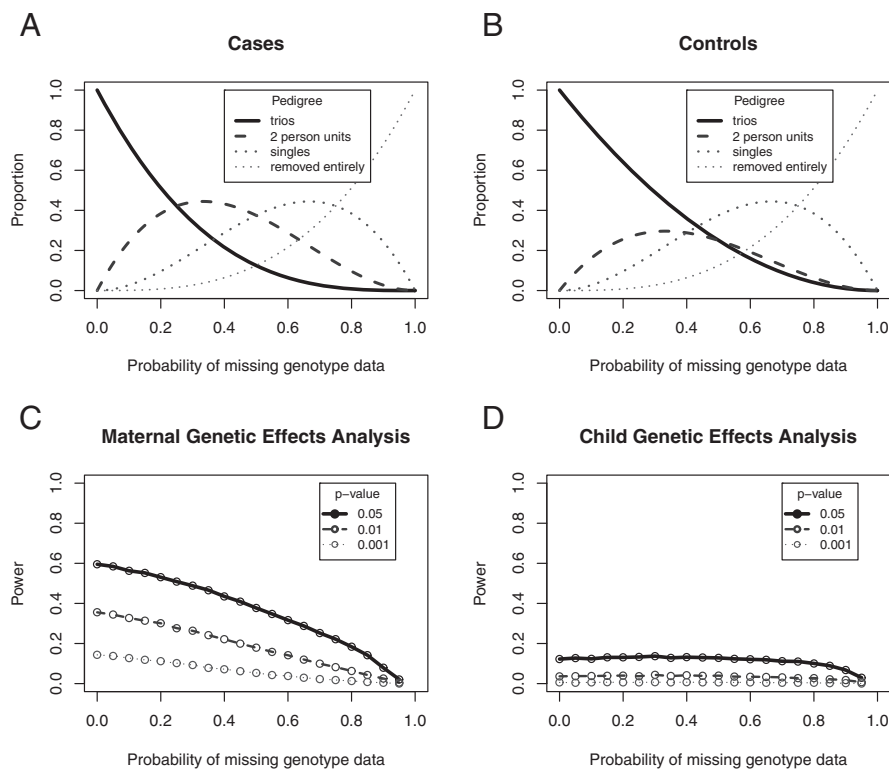 A
Cases
Proportion
0.0 0.2 0.4 0.6 0.8 1.0
Pedigree
trios
2 person units
singles
removed entirely
0.0 0.2 0.4 0.6 0.8 1.0
Probability of missing genotype data
B
Controls
Proportion
0.0 0.2 0.4 0.6 0.8 1.0
Pedigree
trios
2 person units
singles
removed entirely
0.0 0.2 0.4 0.6 0.8 1.0
Probability of missing genotype data
C
Maternal Genetic Effects Analysis
Power
0.0 0.2 0.4 0.6 0.8 1.0
p-value
0.05
0.01
0.001
0.0 0.2 0.4 0.6 0.8 1.0
Probability of missing genotype data
D
Child Genetic Effects Analysis
Power
0.0 0.2 0.4 0.6 0.8 1.0
p-value
0.05
0.01
0.001
0.0 0.2 0.4 0.6 0.8 1.0
Probability of missing genotype data